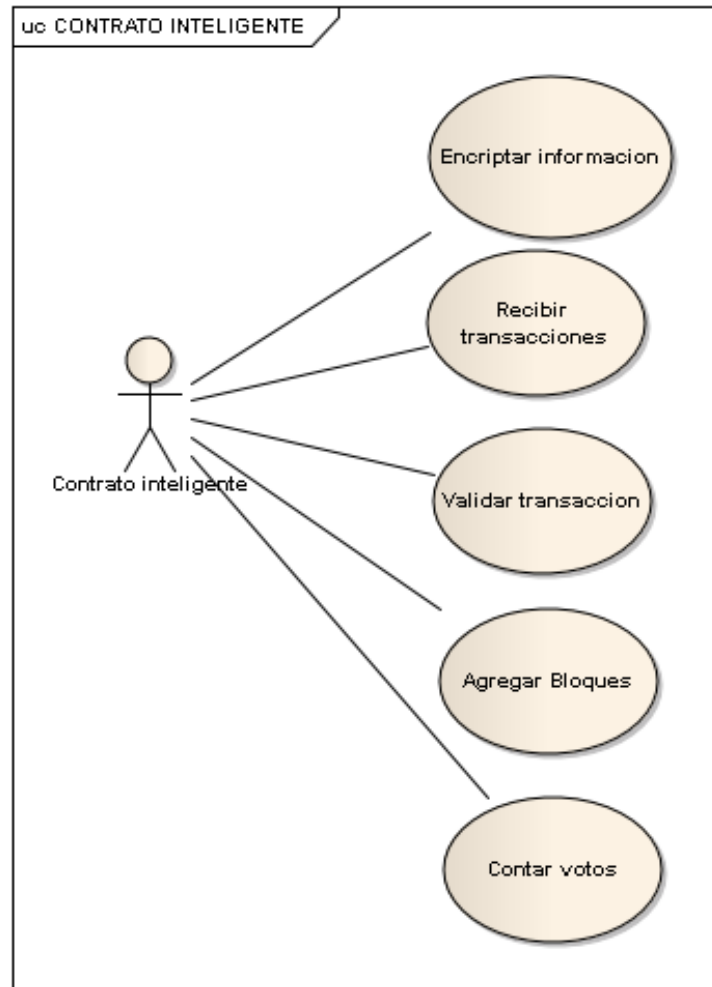 uc CONTRATO INTELIGENTE
Encriptar informacion
Recibir
transacciones
Contrato inteligente
Validar transaccion
Agregar Bloques
Contar votos